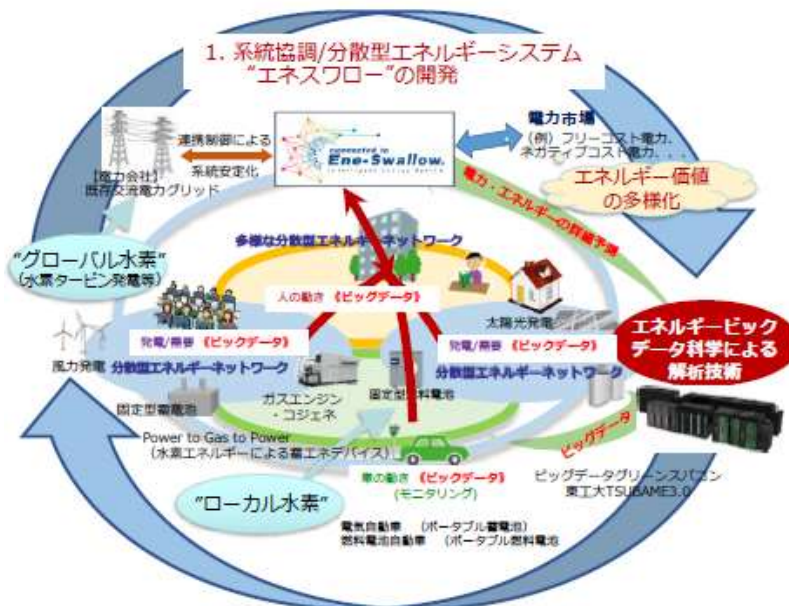 1. 系統協調/分散型エネルギーシステム
“エネスワロー”の開発
連携制御による
系統安定化
connected to
Ene-Swallow.
Intelligent Energy System
電力市場
（例）フリーコスト電力、
ネガティブコスト電力、．．
【電力会社】
既存交流電力グリッド
エネルギー価値
の多様化
電力・エネルギーの詳細予測
“グローバル水素”
（水素タービン発電等）
多様な分散型エネルギーネットワーク
人の動き 《ビッグデータ》
太陽光発電
風力発電
発電/需要 《ビッグデータ》
分散型エネルギーネットワーク
発電/需要 《ビッグデータ》
分散型エネルギーネットワーク
エネルギービック
データ科学による
解析技術
ガスエンジン
・コジェネ
固定型燃料電池
固定型蓄電池
Power to Gas to Power
（水素エネルギーによる蓄エネデバイス）
ビッグデータ
車の動き 《ビッグデータ》
(モニタリング)
ビッグデータグリーンスパコン
東工大TSUBAME3.0
“ローカル水素”
電気自動車 （ポータブル蓄電池）
燃料電池自動車 （ポータブル燃料電池